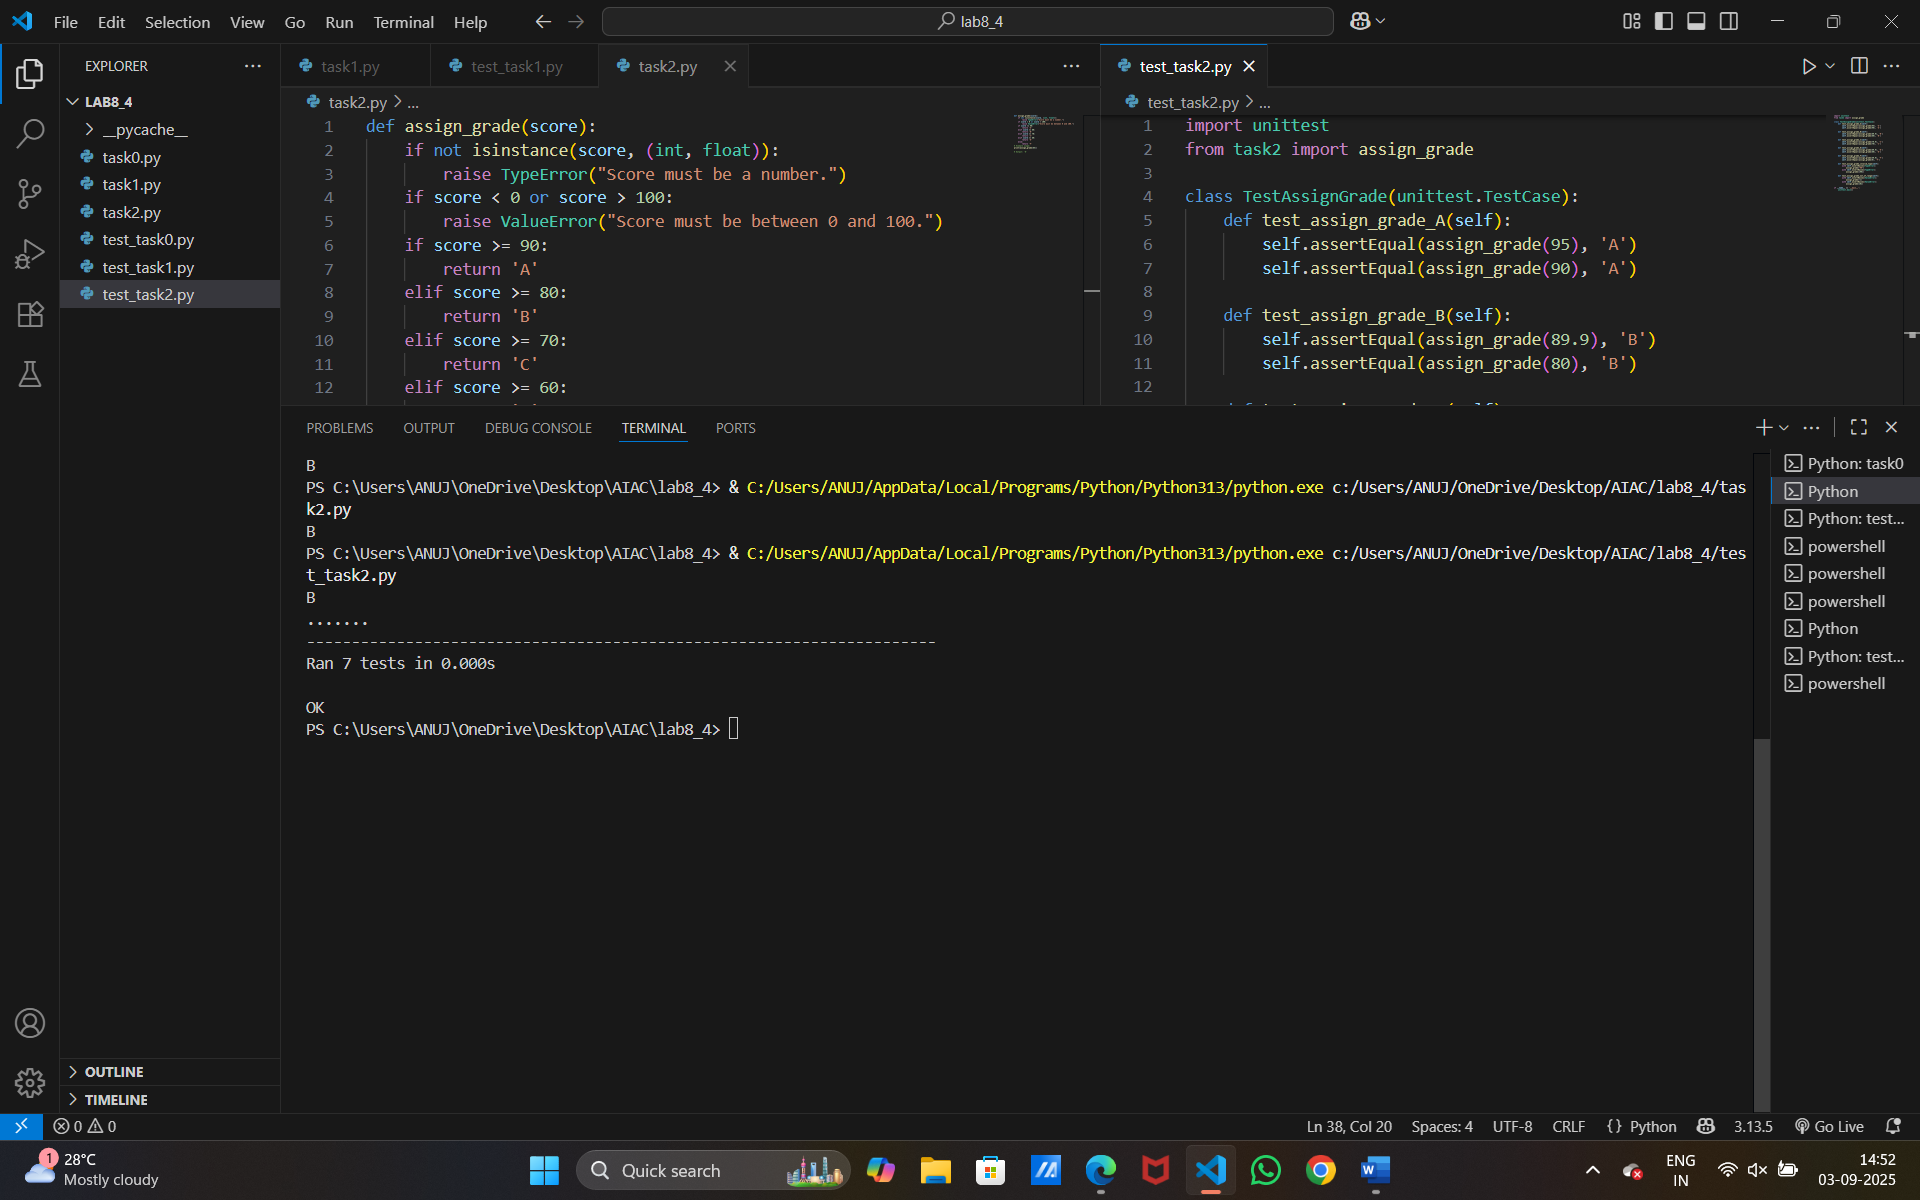 File Edit Selection View Go Run Terminal Help
lab8_4
EXPLORER
LAB8_4
__pycache__
task0.py
task1.py
task2.py
test_task0.py
test_task1.py
test_task2.py
OUTLINE
TIMELINE
task1.py test_task1.py task2.py
task2.py > ...
1 def assign_grade(score):
2 if not isinstance(score, (int, float)):
3 raise TypeError("Score must be a number.")
4 if score < 0 or score > 100:
5 raise ValueError("Score must be between 0 and 100.")
6 if score >= 90:
7 return 'A'
8 elif score >= 80:
9 return 'B'
10 elif score >= 70:
11 return 'C'
12 elif score >= 60:
test_task2.py
test_task2.py > ...
1 import unittest
2 from task2 import assign_grade
3
4 class TestAssignGrade(unittest.TestCase):
5 def test_assign_grade_A(self):
6 self.assertEqual(assign_grade(95), 'A')
7 self.assertEqual(assign_grade(90), 'A')
8
9 def test_assign_grade_B(self):
10 self.assertEqual(assign_grade(89.9), 'B')
11 self.assertEqual(assign_grade(80), 'B')
12
PROBLEMS OUTPUT DEBUG CONSOLE TERMINAL PORTS
B
PS C:\Users\ANUJ\OneDrive\Desktop\AIAC\lab8_4> & C:/Users/ANUJ/AppData/Local/Programs/Python/Python313/python.exe c:/Users/ANUJ/OneDrive/Desktop/AIAC/lab8_4/tas
k2.py
B
PS C:\Users\ANUJ\OneDrive\Desktop\AIAC\lab8_4> & C:/Users/ANUJ/AppData/Local/Programs/Python/Python313/python.exe c:/Users/ANUJ/OneDrive/Desktop/AIAC/lab8_4/tes
t_task2.py
B
.......
----------------------------------------------------------------------
Ran 7 tests in 0.000s
OK
PS C:\Users\ANUJ\OneDrive\Desktop\AIAC\lab8_4>
Python: task0
Python
Python: test...
powershell
powershell
powershell
Python
Python: test...
powershell
0 0
Ln 38, Col 20 Spaces: 4 UTF-8 CRLF {} Python 3.13.5 Go Live
1
28°C
Mostly cloudy
Quick search
ENG
IN
14:52
03-09-2025